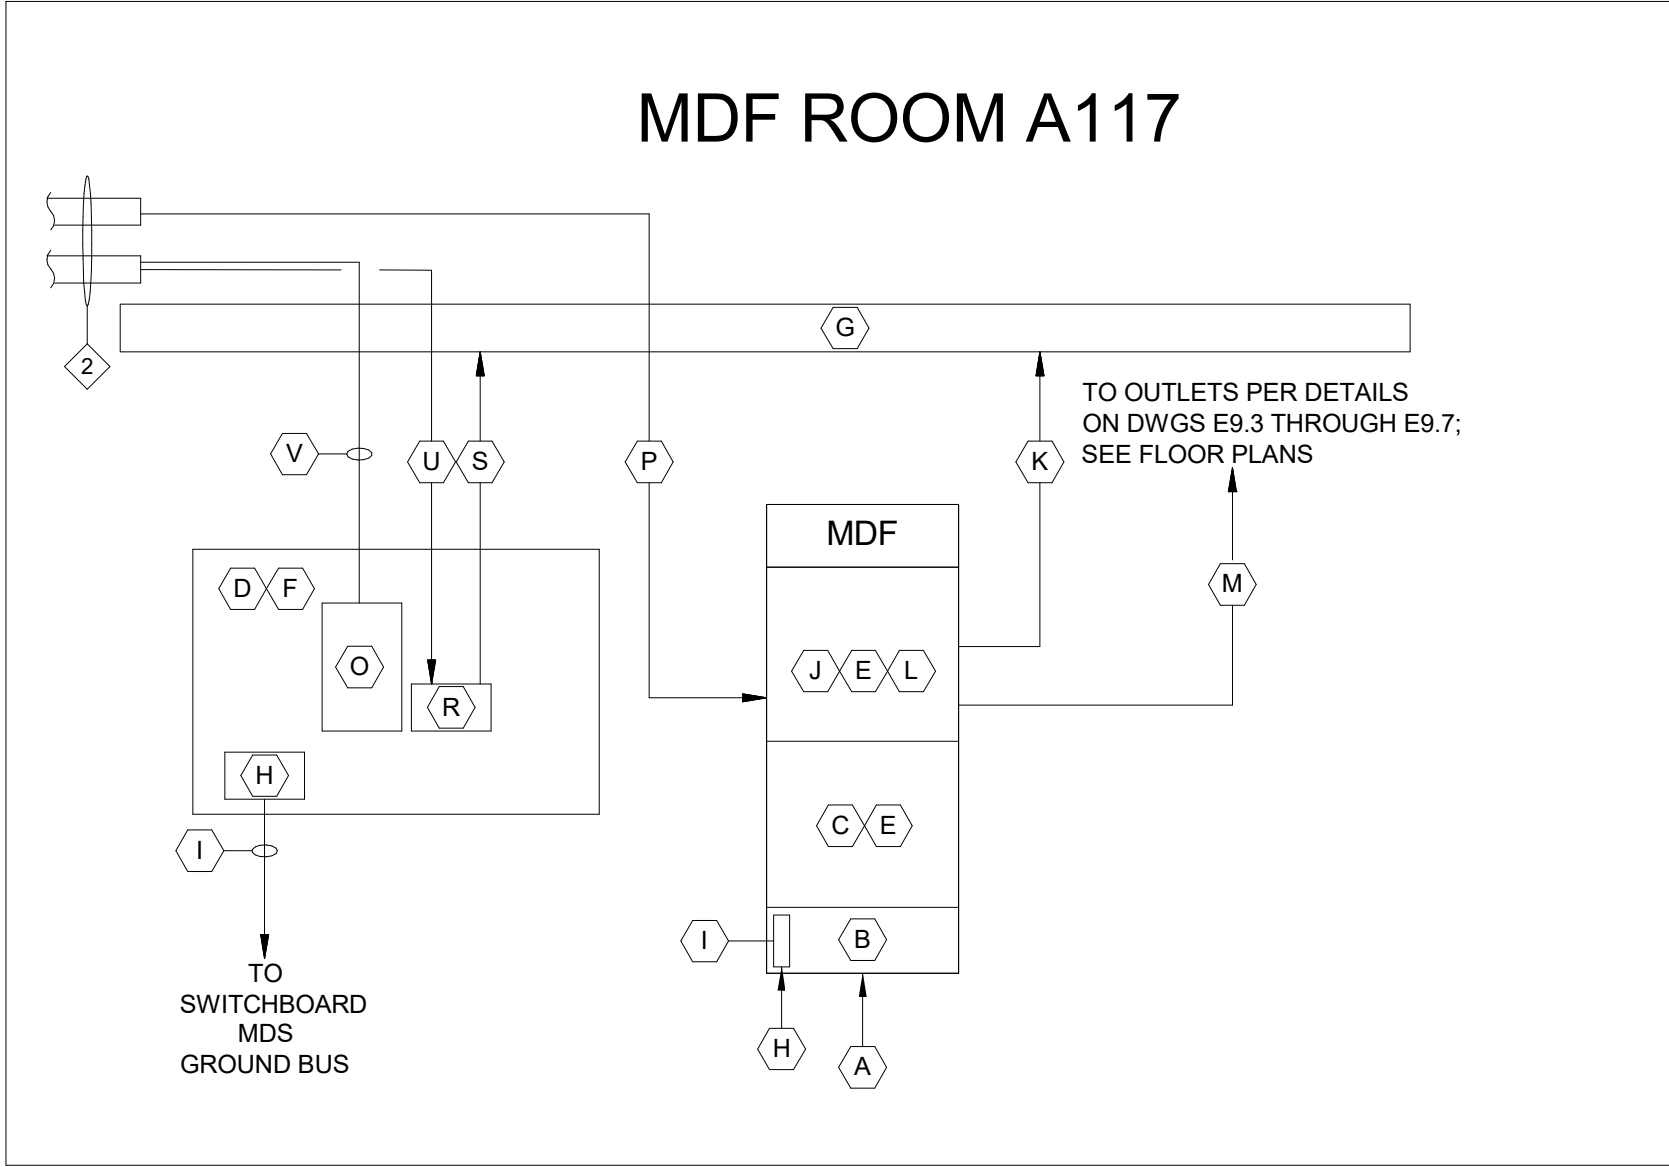 MDF ROOM A117
G
2
TO OUTLETS PER DETAILS
ON DWGS E9.3 THROUGH E9.7;
SEE FLOOR PLANS
V
U S
P
K
MDF
D F
M
O
J E L
R
H
C E
I
I
B
TO
SWITCHBOARD
MDS
GROUND BUS
H
A